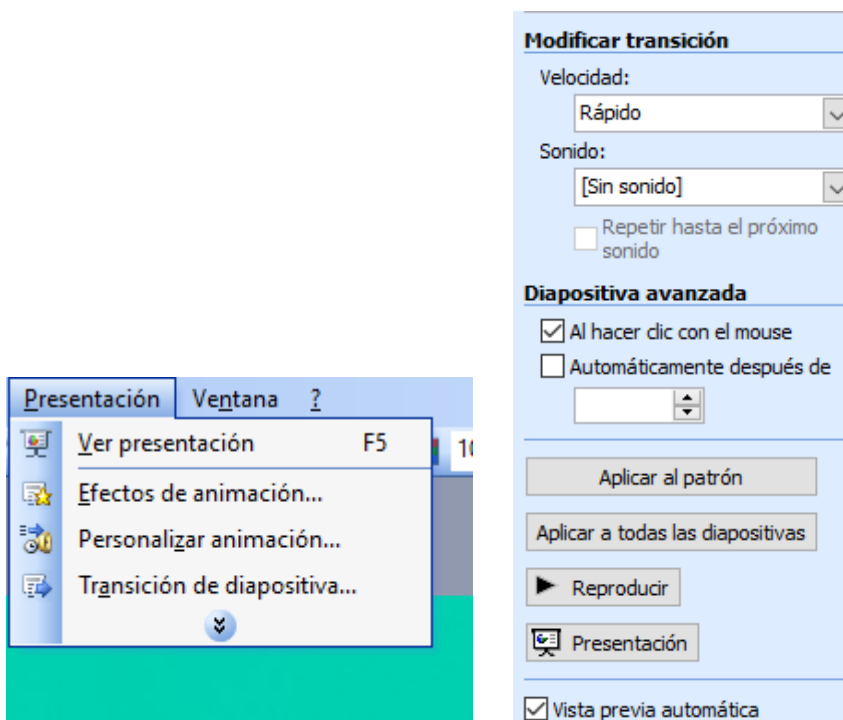 Presentación Ventana ?
Ver presentación F5
10
Efectos de animación...
Personalizar animación...
Transición de diapositiva...
Modificar transición
Velocidad:
Rápido
Sonido:
[Sin sonido]
Repetir hasta el próximo
sonido
Diapositiva avanzada
Al hacer clic con el mouse
Automáticamente después de
Aplicar al patrón
Aplicar a todas las diapositivas
Reproducir
Presentación
Vista previa automática